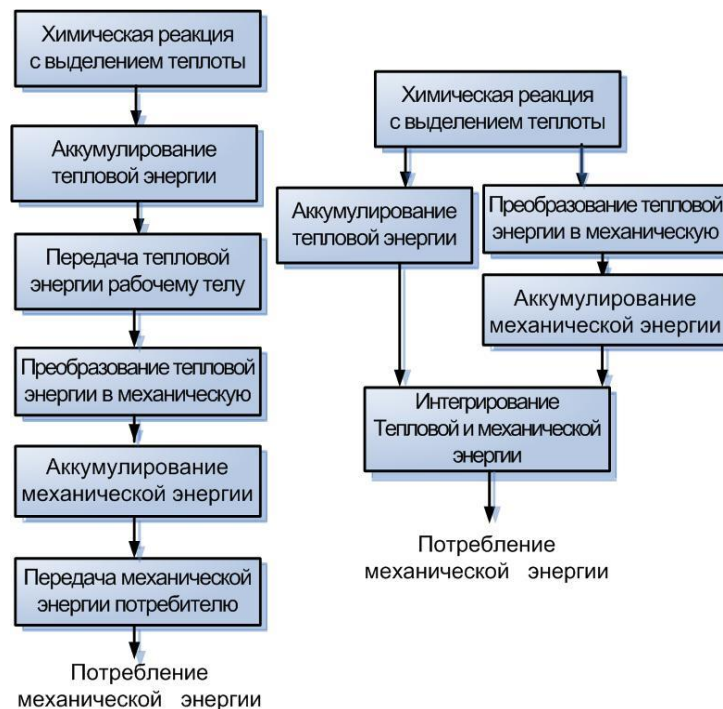 Химическая реакция
с выделением теплоты
Аккумулирование
тепловой энергии
Передача тепловой
энергии рабочему телу
Преобразование тепловой
энергии в механическую
Аккумулирование
механической энергии
Передача механической
энергии потребителю
Потребление
механической энергии
Химическая реакция
с выделением теплоты
Аккумулирование
тепловой энергии
Преобразование тепловой
энергии в механическую
Аккумулирование
механической энергии
Интегрирование
Тепловой и механической
энергии
Потребление
механической энергии